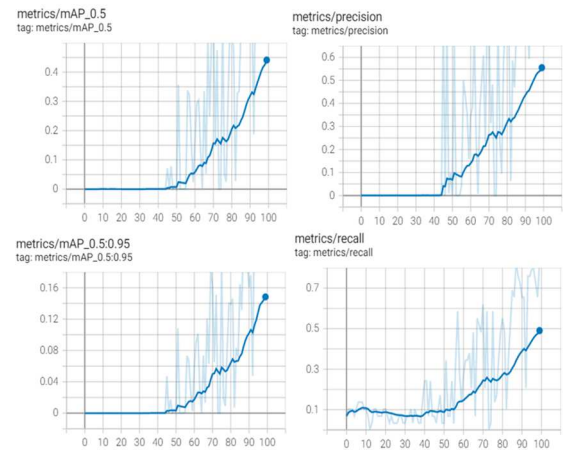 metrics/mAP_0.5
tag: metrics/mAP_0.5
0.4
0.3
0.2
0.1
0
0 10 20 30 40 50 60 70 80 90 100
metrics/precision
tag: metrics/precision
0.6
0.5
0.4
0.3
0.2
0.1
0
0 10 20 30 40 50 60 70 80 90 100
metrics/mAP_0.5:0.95
tag: metrics/mAP_0.5:0.95
0.16
0.12
0.08
0.04
0
0 10 20 30 40 50 60 70 80 90 100
metrics/recall
tag: metrics/recall
0.7
0.5
0.3
0.1
0 10 20 30 40 50 60 70 80 90 100